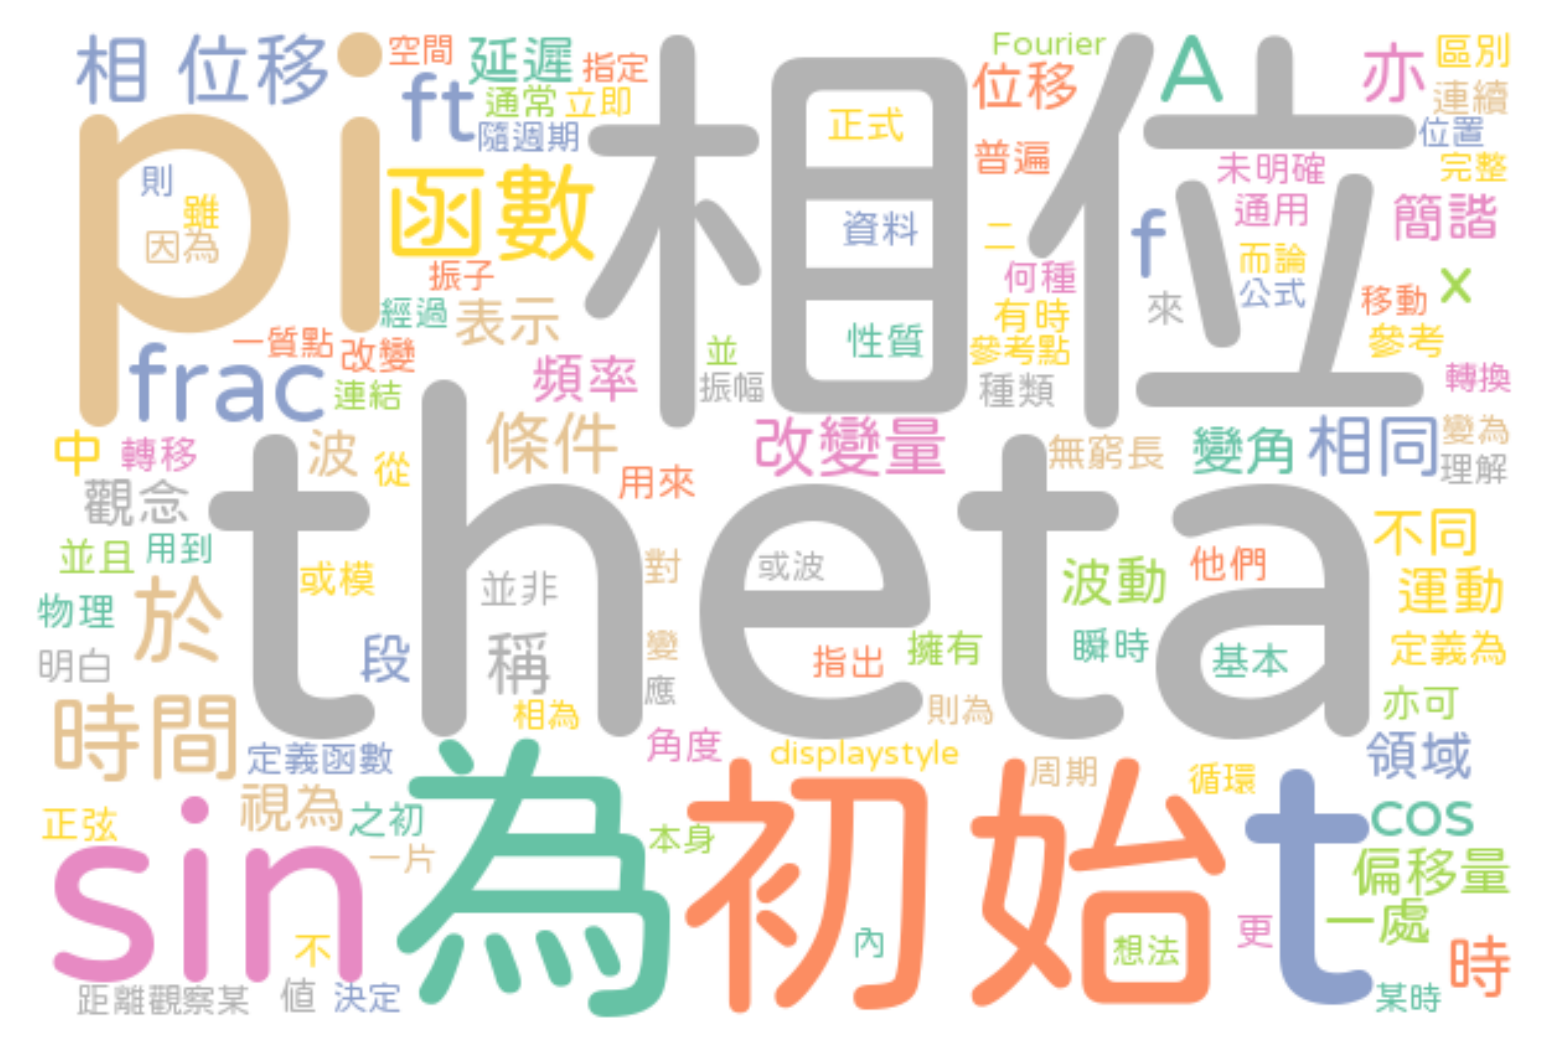 相 位移
空間
延遲
指定
Fourier
位移
A
亦
區別
ft
通常
立即
連續
隨週期
正式
位置
pi
相位
普遍
未明確
完整
則
雖
函數
通用
簡諧
因為
資料
二
f
而論
振子
何種
公式
x
經過
表示
有時
來
移動
一質點
改變
並
性質
參考點
參考
frac
連結
頻率
振幅
種類
轉換
中
轉移
波
從
條件
用來
改變量
無窮長
變角
相同
變為
理解
觀念
theta
不同
並且
用到
或模
並非
對
或波
波動
他們
運動
物理
於
明白
段
稱
變
指出
擁有
瞬時
基本
定義為
應
相為
則為
亦可
時間
定義函數
角度
displaystyle
周期
循環
領域
正弦
視為
之初
一片
為
本身
初始
t
cos
sin
偏移量
不
內
想法
更
一處
時
距離觀察某
值
決定
某時